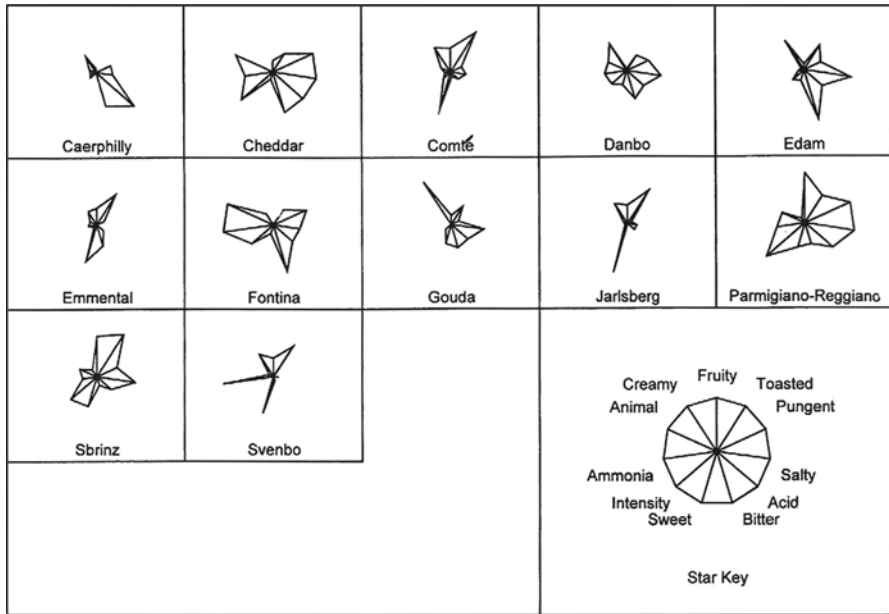 Caerphilly
Cheddar
Comté
Danbo
Edam
Emmental
Fontina
Gouda
Jarlsberg
Parmigiano-Reggiano
Sbrinz
Svenbo
Creamy Fruity Toasted
Animal Pungent
Ammonia Salty
Intensity Acid
Sweet Bitter
Star Key